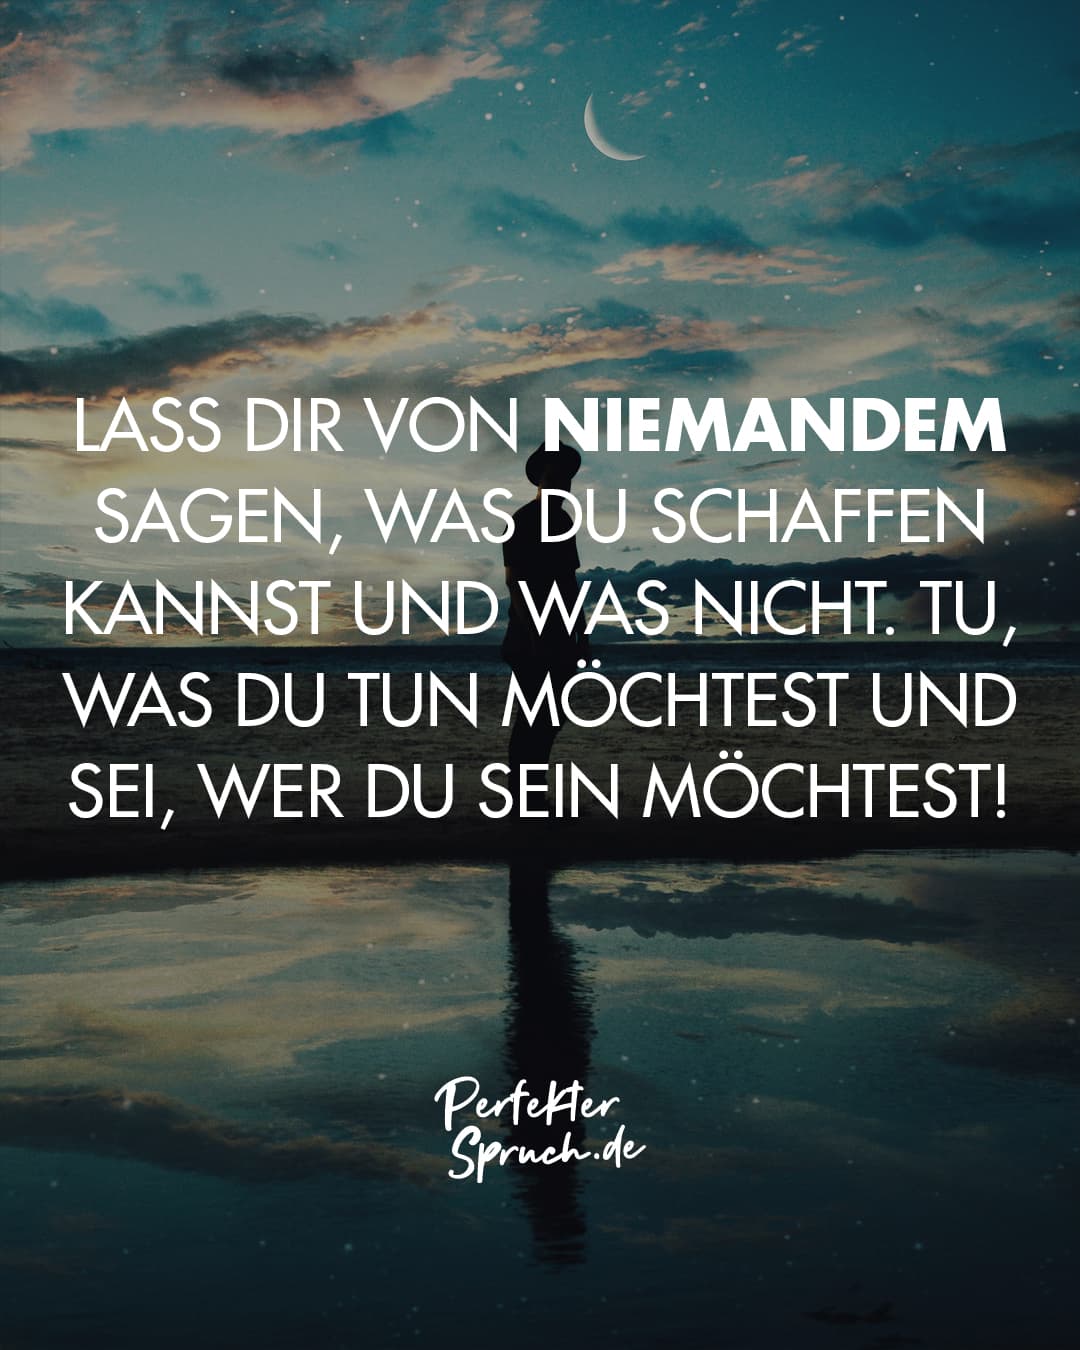 LASS DIR VON NIEMANDEM
SAGEN, WAS DU SCHAFFEN
KANNST UND WAS NICHT. TU,
WAS DU TUN MÖCHTEST UND
SEI, WER DU SEIN MÖCHTEST!
Perfekter
Spruch.de